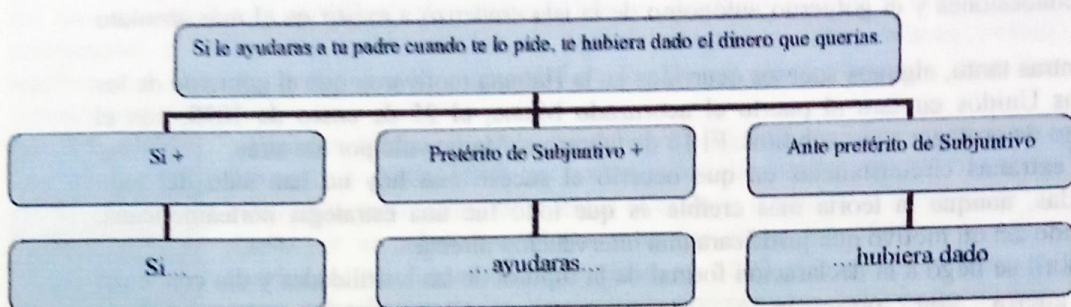 Si le ayudaras a tu padre cuando te lo pide, te hubiera dado el dinero que querías.
Si +
Pretérito de Subjuntivo +
Ante pretérito de Subjuntivo
Si...
...ayudaras...
...hubiera dado